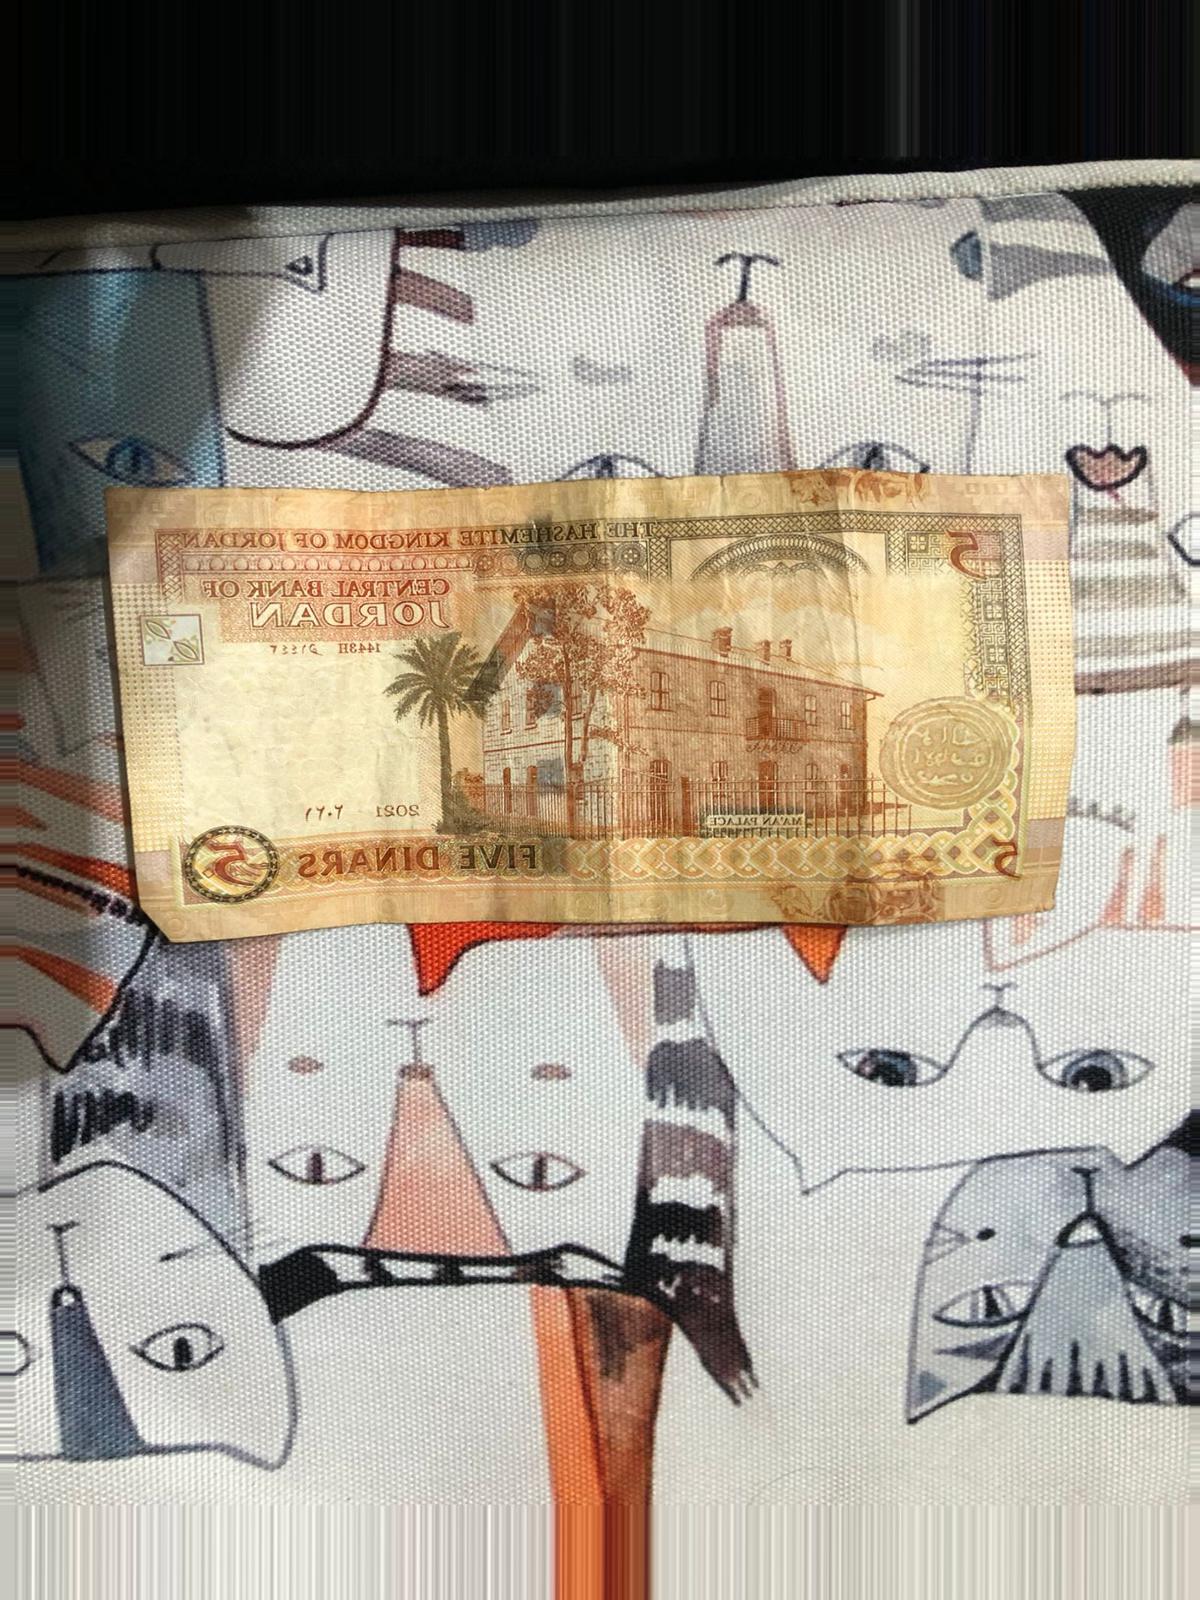 THE HASHEMITE KINGDOM OF JORDAN
5
CENTRAL BANK OF
JORDAN
1443H ١٤٤٣هـ
2021 ٢٠٢١
MA'AN PALACE
FIVE DINARS
5
5